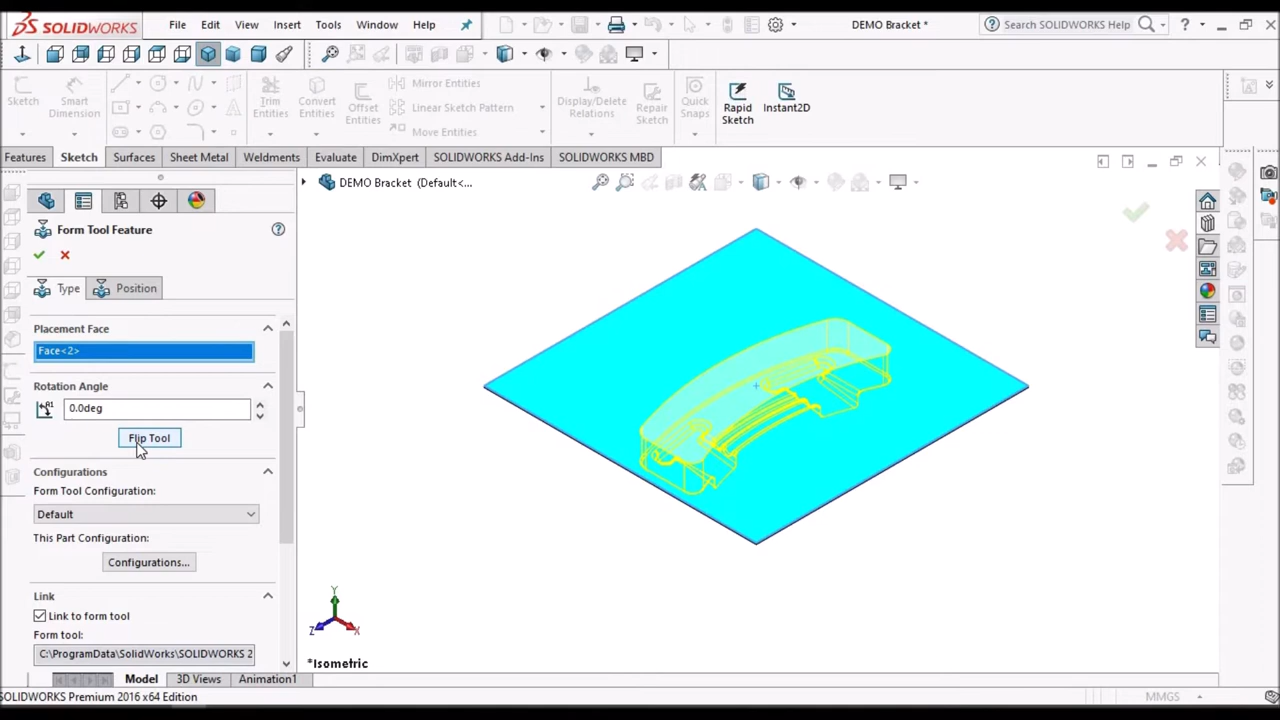 SOLIDWORKS File Edit View Insert Tools Window Help DEMO Bracket * Search SOLIDWORKS Help ?
Sketch Smart Dimension Trim Entities Convert Entities Offset Entities Mirror Entities Linear Sketch Pattern Move Entities Display/Delete Relations Repair Sketch Quick Snaps Rapid Sketch Instant2D
Features Sketch Surfaces Sheet Metal Weldments Evaluate DimXpert SOLIDWORKS Add-Ins SOLIDWORKS MBD
DEMO Bracket (Default<...
Form Tool Feature
Type Position
Placement Face
Face<2>
Rotation Angle
0.0deg
Flip Tool
Configurations
Form Tool Configuration:
Default
This Part Configuration:
Configurations...
Link
Link to form tool
Form tool:
C:\ProgramData\SolidWorks\SOLIDWORKS 2
Y
Z X
*Isometric
Model 3D Views Animation1
SOLIDWORKS Premium 2016 x64 Edition MMGS